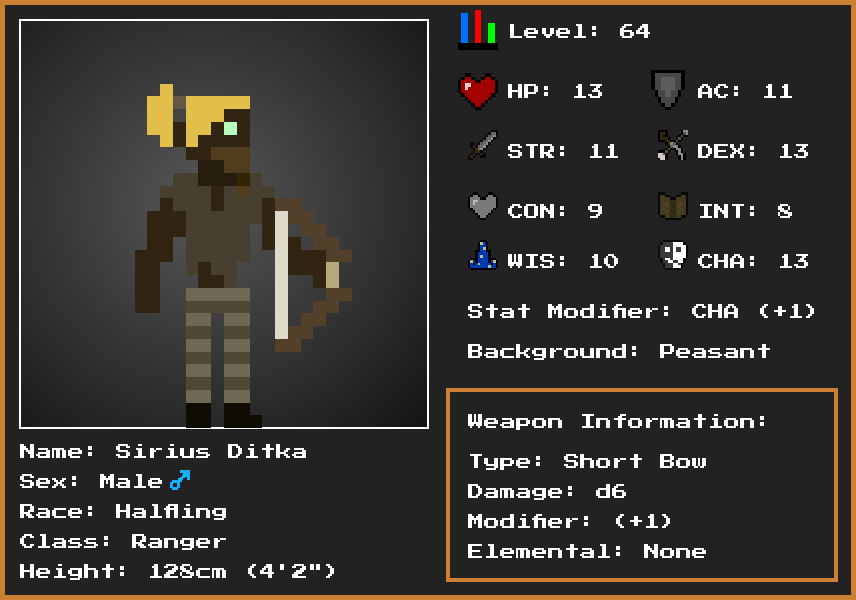 Level: 64
HP: 13
AC: 11
STR: 11
DEX: 13
CON: 9
INT: 8
WIS: 10
CHA: 13
Stat Modifier: CHA (+1)
Background: Peasant
Weapon Information:
Type: Short Bow
Damage: d6
Modifier: (+1)
Elemental: None
Name: Sirius Ditka
Sex: Male ♂
Race: Halfling
Class: Ranger
Height: 128cm (4'2")